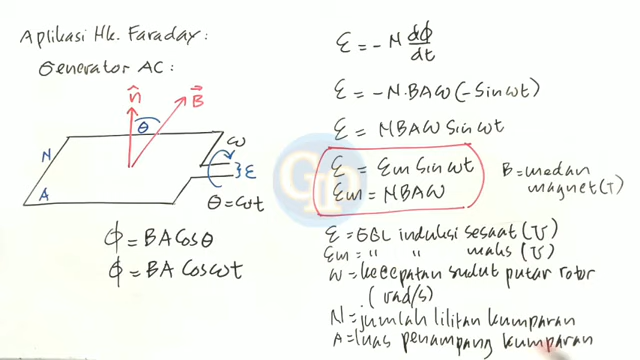 Aplikasi Hk. Faraday:
Generator AC:
n̂
B⃗
θ
N
A
ω
ε
θ = ωt
ϕ = BA Cos θ
ϕ = BA Cos ωt
ε = - N dϕ/dt
ε = -N. BAω (-Sin ωt)
ε = NBAω Sin ωt
ε = εm Sin ωt
εm = NBAω
B = medan
magnet (T)
ε = GGL induksi sesaat (V)
εm = " " maks (V)
ω = kecepatan sudut putar rotor
(rad/s)
N = jumlah lilitan kumparan
A = luas penampang kumparan